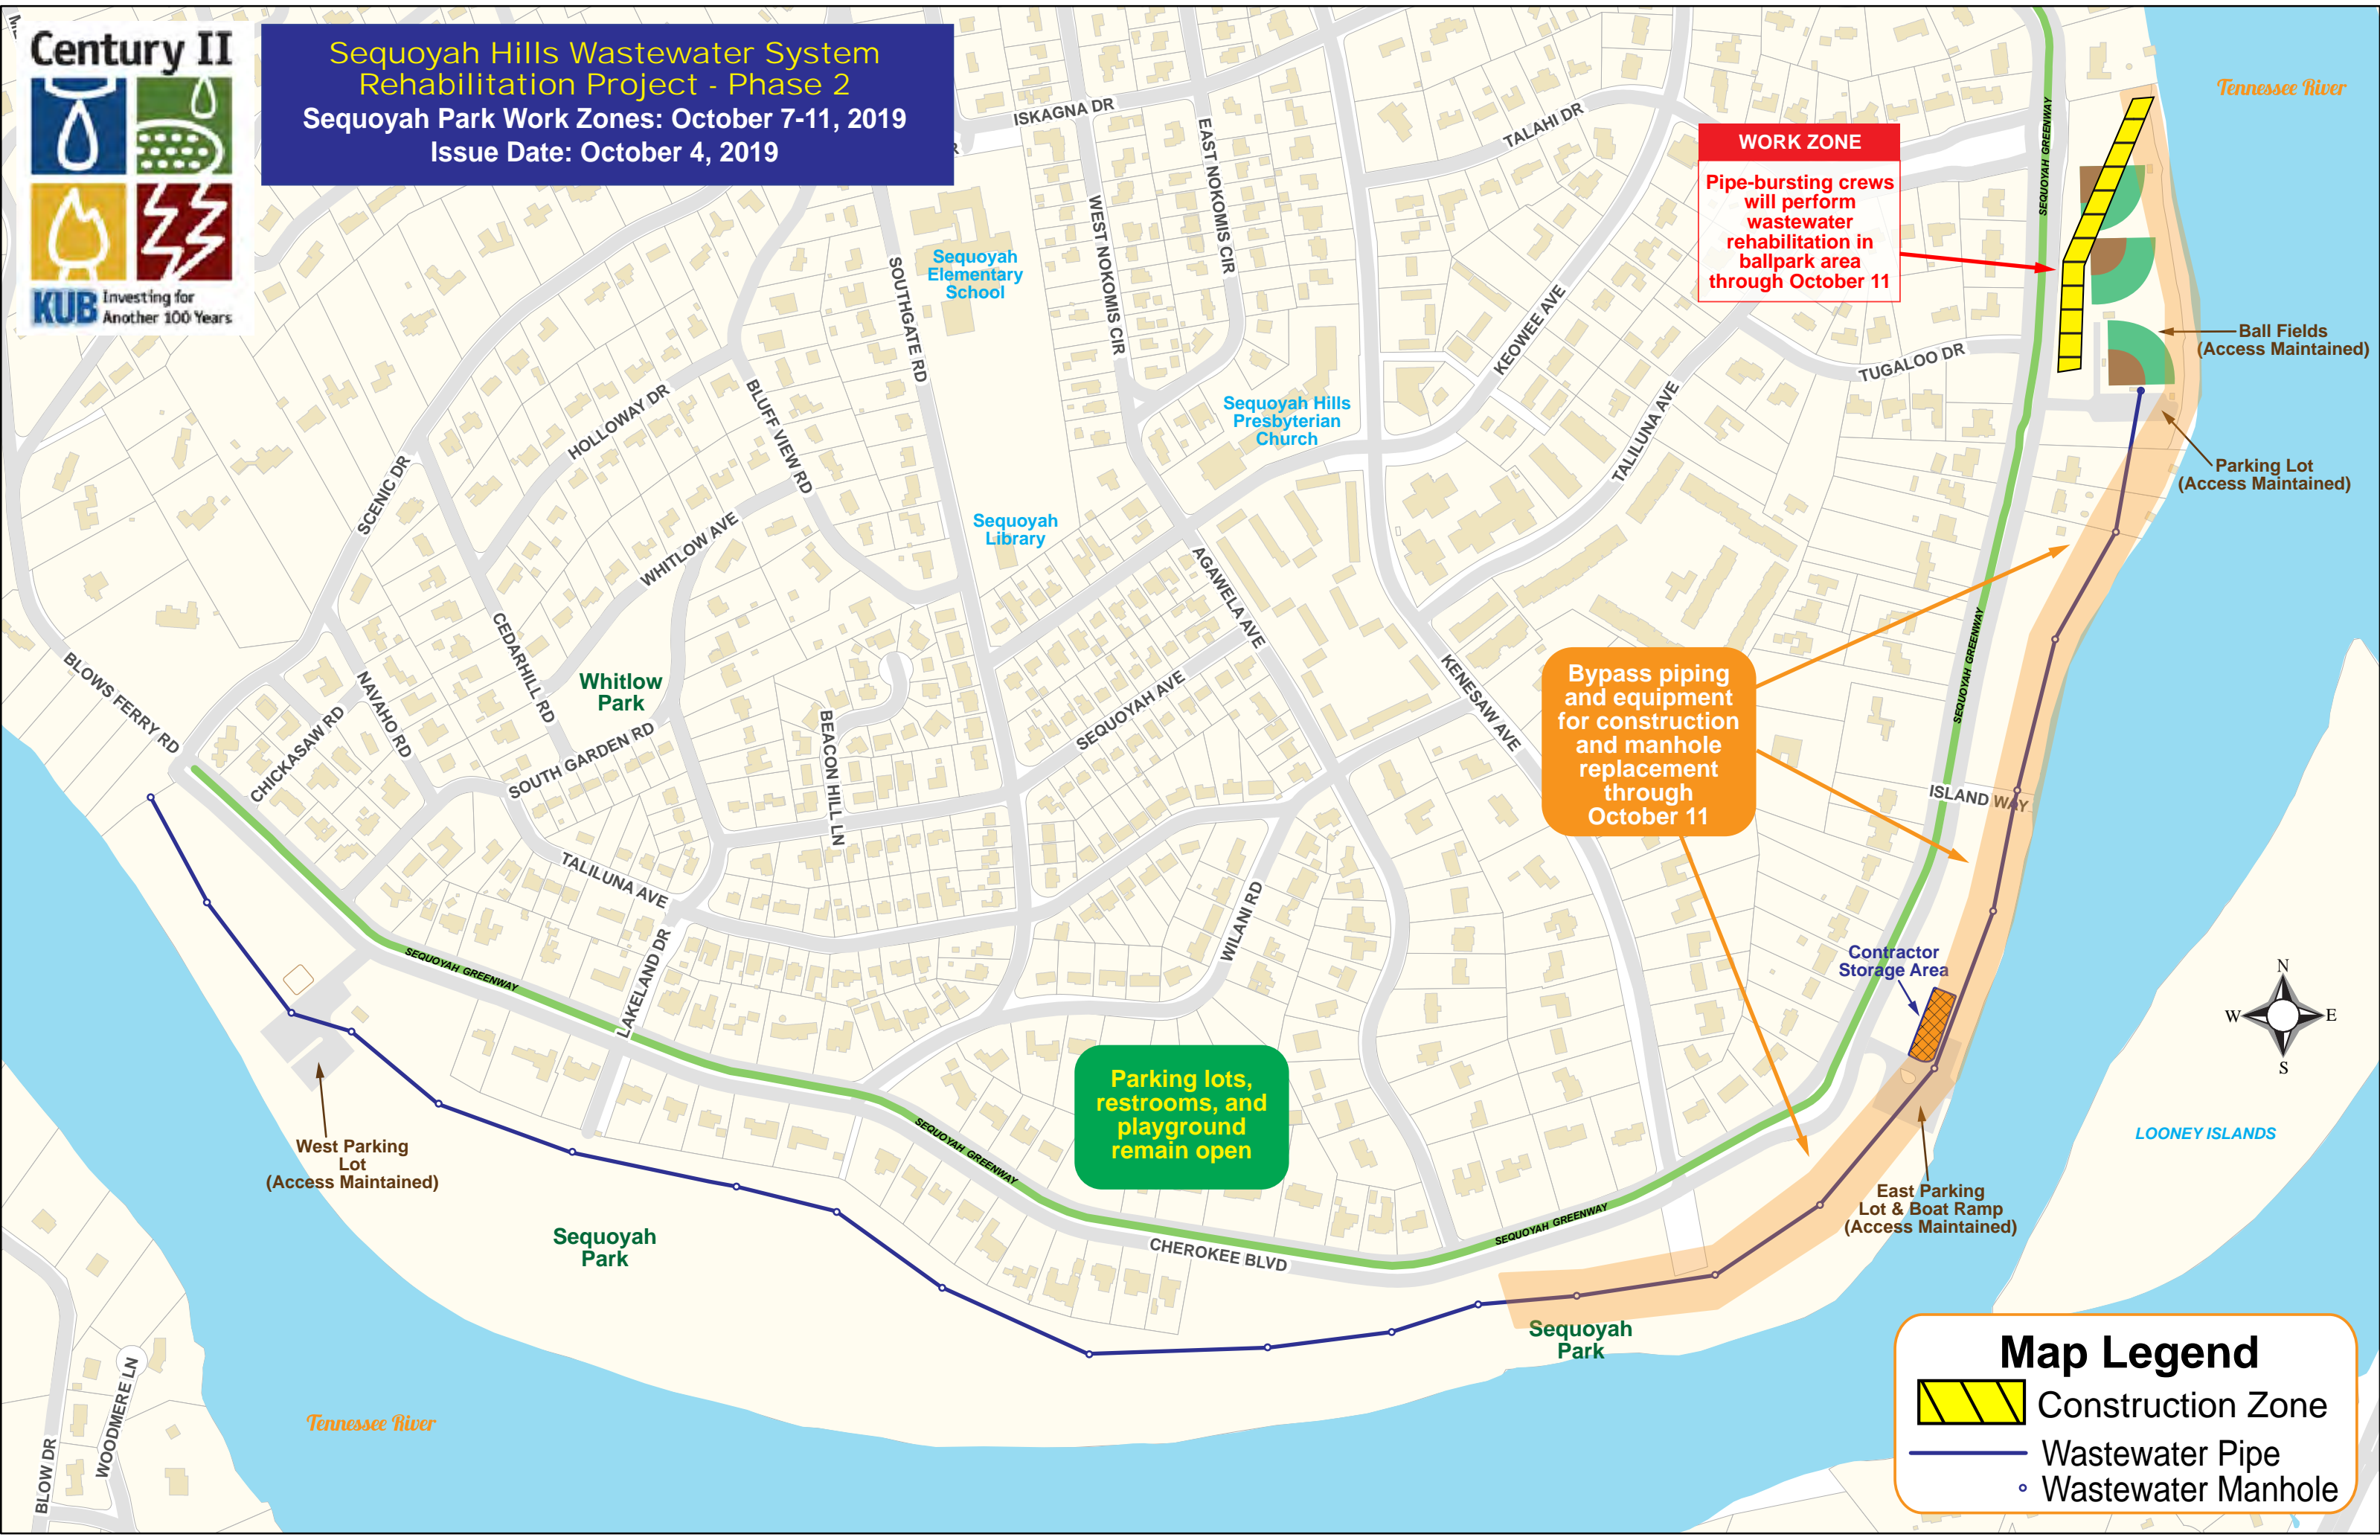 Century II
KUB Investing for
Another 100 Years
Sequoyah Hills Wastewater System
Rehabilitation Project - Phase 2
Sequoyah Park Work Zones: October 7-11, 2019
Issue Date: October 4, 2019
Tennessee River
ISKAGNA DR
TALAHI DR
EAST NOKOMIS CIR
WEST NOKOMIS CIR
SEQUOYAH GREENWAY
WORK ZONE
Pipe-bursting crews
will perform
wastewater
rehabilitation in
ballpark area
through October 11
Sequoyah
Elementary
School
SOUTHGATE RD
KEOWEE AVE
TUGALOO DR
Ball Fields
(Access Maintained)
HOLLOWAY DR
BLUFF VIEW RD
Sequoyah Hills
Presbyterian
Church
TALILUNA AVE
Parking Lot
(Access Maintained)
SCENIC DR
WHITLOW AVE
Sequoyah
Library
AGAWELA AVE
CEDARHILL RD
BLOWS FERRY RD
NAVAHO RD
CHICKASAW RD
Whitlow
Park
SOUTH GARDEN RD
BEACON HILL LN
SEQUOYAH AVE
KENESAW AVE
SEQUOYAH GREENWAY
Bypass piping
and equipment
for construction
and manhole
replacement
through
October 11
ISLAND WAY
TALILUNA AVE
LAKELAND DR
WILANI RD
SEQUOYAH GREENWAY
Contractor
Storage Area
N
W E
S
Parking lots,
restrooms, and
playground
remain open
LOONEY ISLANDS
West Parking
Lot
(Access Maintained)
SEQUOYAH GREENWAY
East Parking
Lot & Boat Ramp
(Access Maintained)
SEQUOYAH GREENWAY
Sequoyah
Park
CHEROKEE BLVD
Sequoyah
Park
Tennessee River
WOODMERE LN
BLOW DR
Map Legend
Construction Zone
Wastewater Pipe
Wastewater Manhole